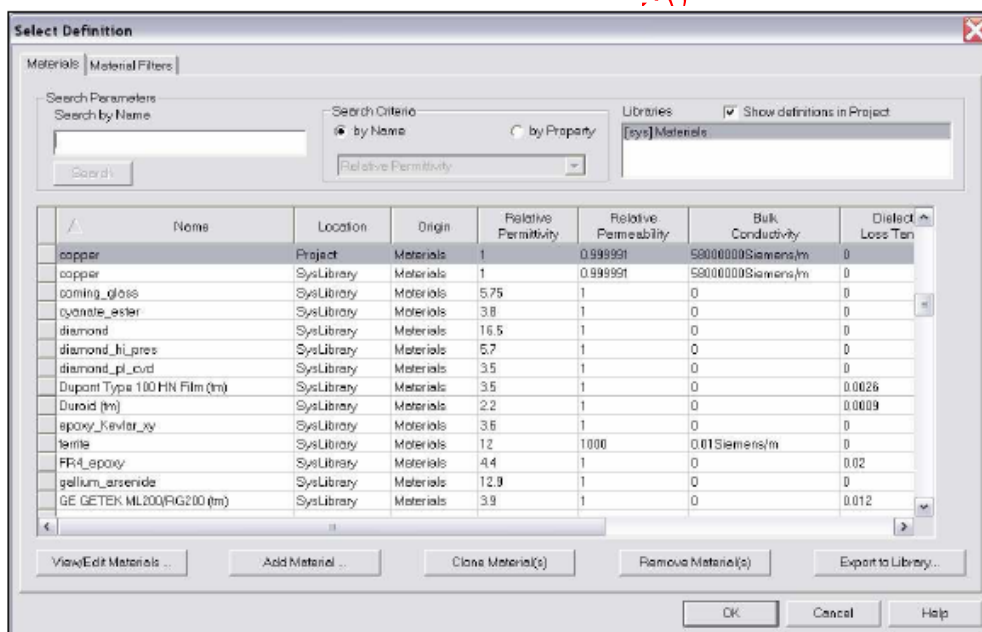 Select Definition
Materials Material Filters
Search Parameters
Search by Name
Search
Search Criteria
by Name by Property
Relative Permittivity
Libraries Show definitions in Project
[sys] Materials
Name Location Origin Relative Permittivity Relative Permeability Bulk Conductivity Dielect Loss Tan
copper Project Materials 1 0.999991 58000000Siemens/m 0
copper SysLibrary Materials 1 0.999991 58000000Siemens/m 0
corning_glass SysLibrary Materials 5.75 1 0 0
cyanate_ester SysLibrary Materials 3.8 1 0 0
diamond SysLibrary Materials 16.5 1 0 0
diamond_hi_pres SysLibrary Materials 5.7 1 0 0
diamond_pl_cvd SysLibrary Materials 3.5 1 0 0
Dupont Type 100 HN Film (tm) SysLibrary Materials 3.5 1 0 0.0026
Duroid (tm) SysLibrary Materials 2.2 1 0 0.0009
epoxy_Kevlar_xy SysLibrary Materials 3.6 1 0 0
ferrite SysLibrary Materials 12 1000 0.01Siemens/m 0
FR4_epoxy SysLibrary Materials 4.4 1 0 0.02
gallium_arsenide SysLibrary Materials 12.9 1 0 0
GE GETEK ML200/RG200 (tm) SysLibrary Materials 3.9 1 0 0.012
View/Edit Materials ... Add Material ... Clone Material(s) Remove Material(s) Export to Library...
OK Cancel Help